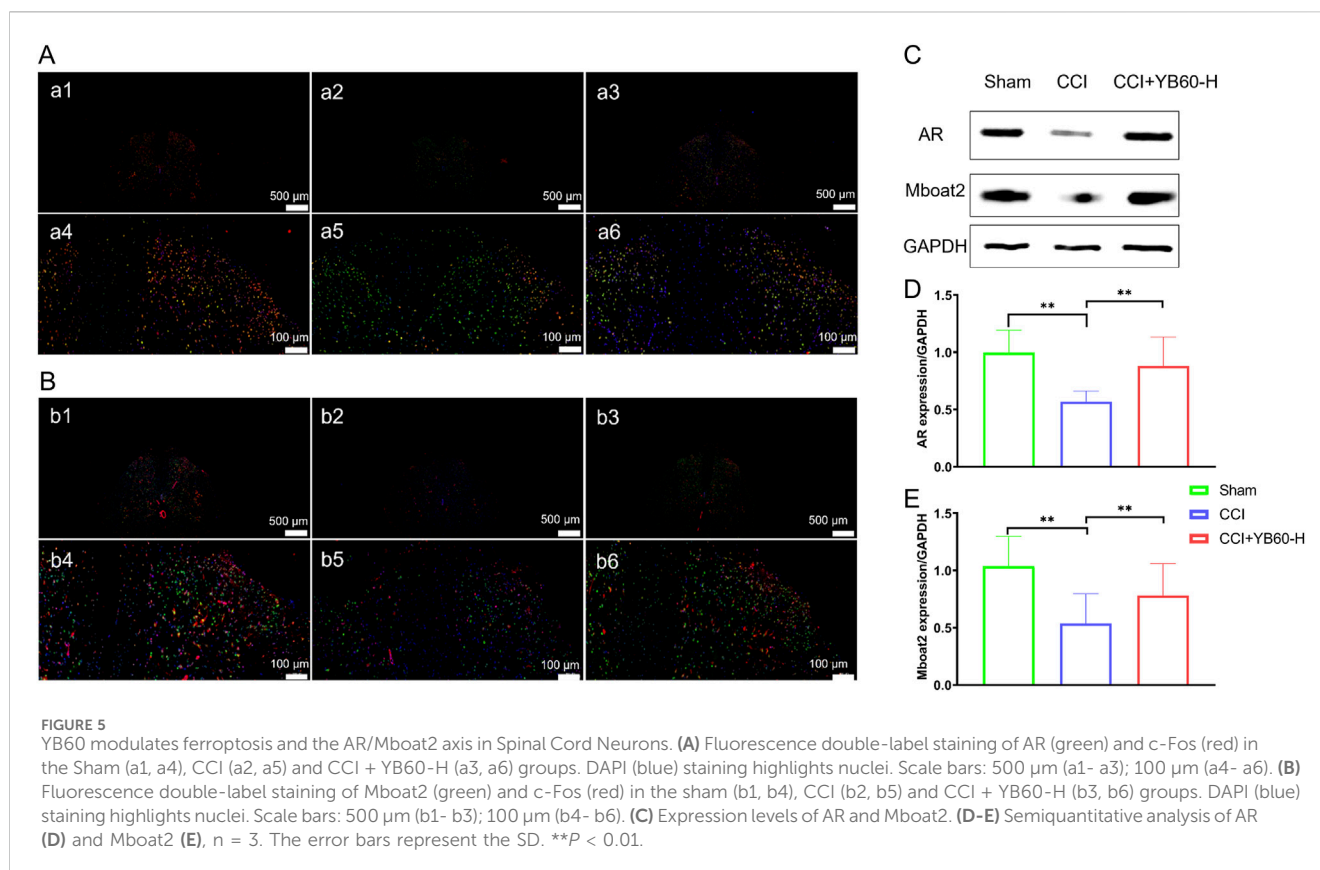 A
a1
a2
a3
500 µm
500 µm
500 µm
a4
a5
a6
100 µm
100 µm
100 µm
B
b1
b2
b3
500 µm
500 µm
500 µm
b4
b5
b6
100 µm
100 µm
100 µm
C
Sham CCI CCI+YB60-H
AR
Mboat2
GAPDH
D
AR expression/GAPDH
1.5
1.0
0.5
0.0
**
**
E
Mboat2 expression/GAPDH
1.5
1.0
0.5
0.0
**
**
Sham
CCI
CCI+YB60-H
FIGURE 5
YB60 modulates ferroptosis and the AR/Mboat2 axis in Spinal Cord Neurons. (A) Fluorescence double-label staining of AR (green) and c-Fos (red) in
the Sham (a1, a4), CCI (a2, a5) and CCI + YB60-H (a3, a6) groups. DAPI (blue) staining highlights nuclei. Scale bars: 500 µm (a1- a3); 100 µm (a4- a6). (B)
Fluorescence double-label staining of Mboat2 (green) and c-Fos (red) in the sham (b1, b4), CCI (b2, b5) and CCI + YB60-H (b3, b6) groups. DAPI (blue)
staining highlights nuclei. Scale bars: 500 µm (b1- b3); 100 µm (b4- b6). (C) Expression levels of AR and Mboat2. (D-E) Semiquantitative analysis of AR
(D) and Mboat2 (E), n = 3. The error bars represent the SD. **P < 0.01.